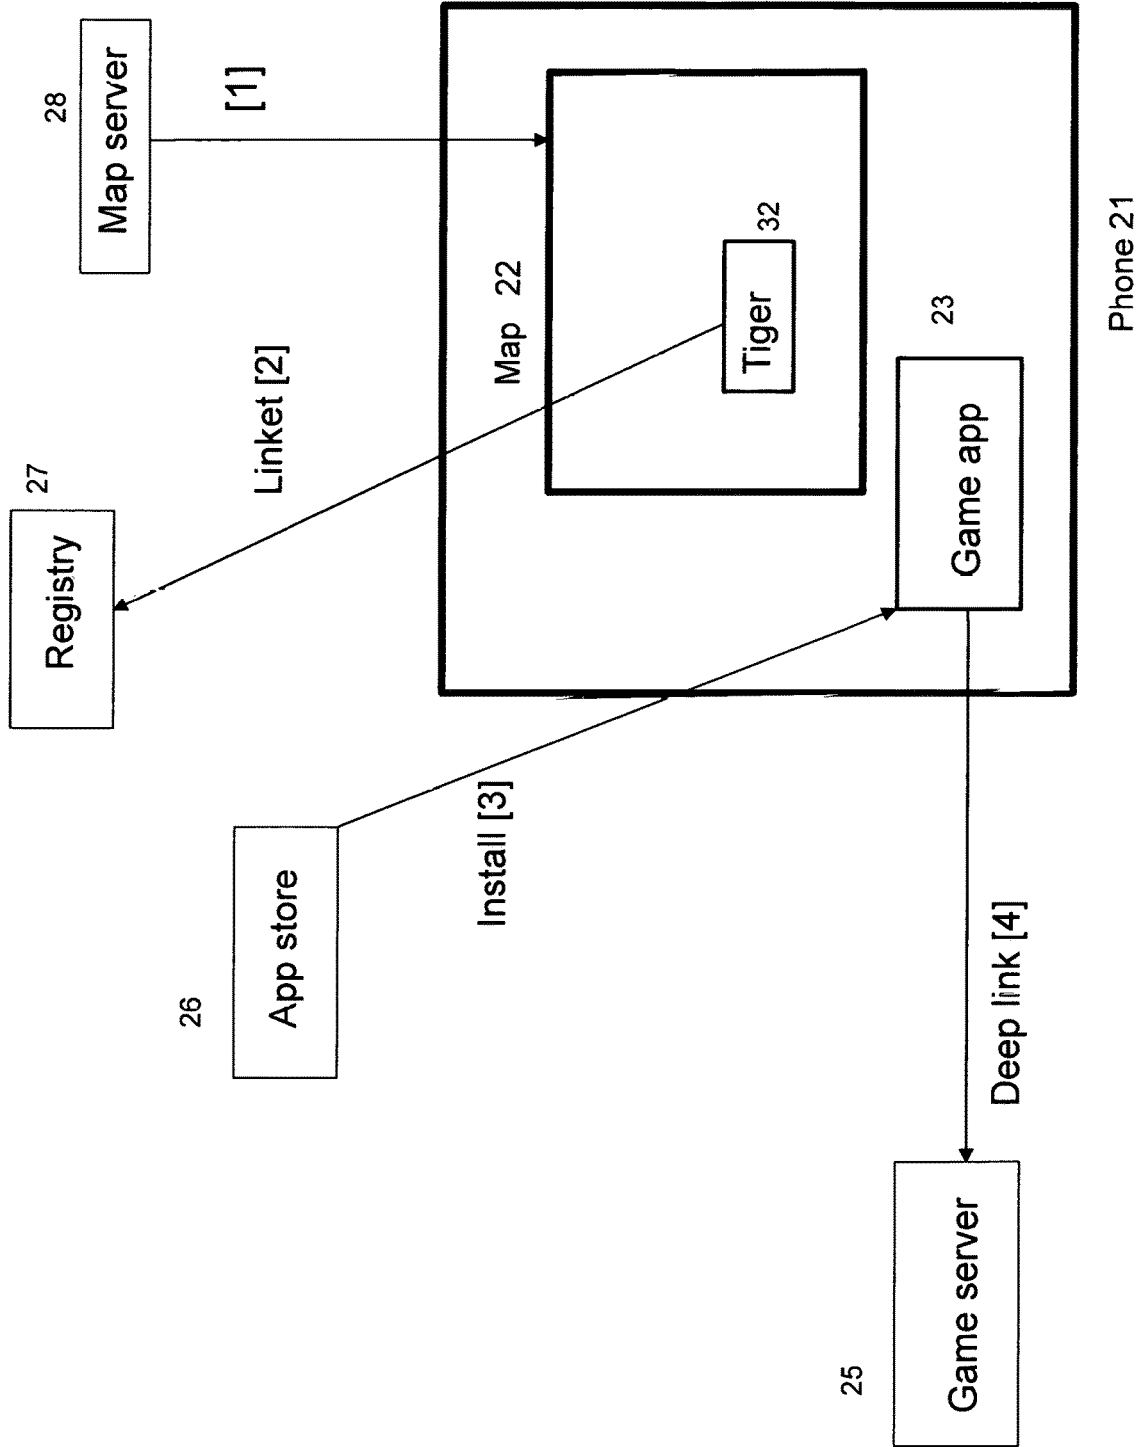 Phone 21
Map server
28
[1]
Map 22
Tiger
32
Game app
23
Linket [2]
Registry
27
Install [3]
App store
26
Deep link [4]
Game server
25